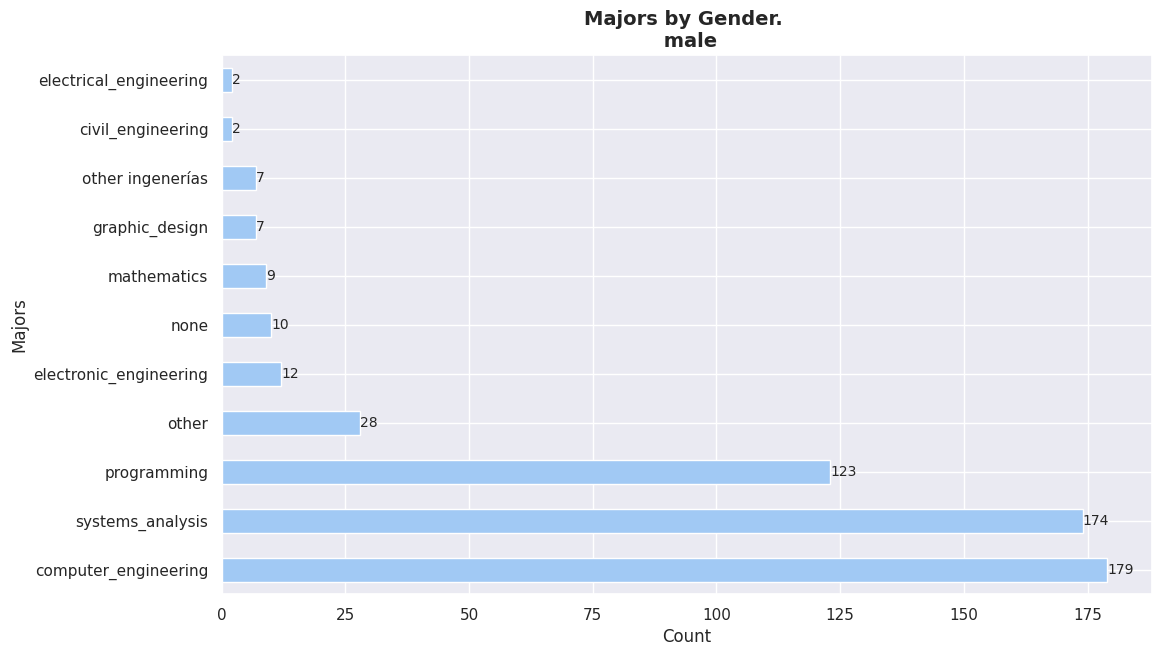 Majors by Gender.
male
electrical_engineering 2
civil_engineering 2
other ingenerías 7
graphic_design 7
mathematics 9
none 10
electronic_engineering 12
other 28
programming 123
systems_analysis 174
computer_engineering 179
Majors
0 25 50 75 100 125 150 175
Count